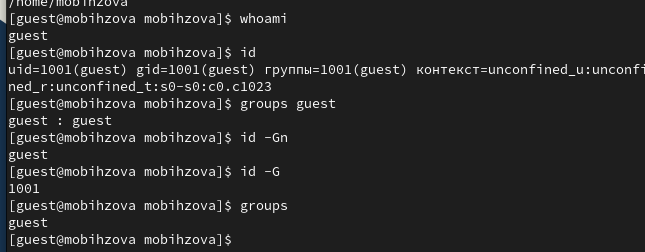 /home/mobihzova
[guest@mobihzova mobihzova]$ whoami
guest
[guest@mobihzova mobihzova]$ id
uid=1001(guest) gid=1001(guest) группы=1001(guest) контекст=unconfined_u:unconfi
ned_r:unconfined_t:s0-s0:c0.c1023
[guest@mobihzova mobihzova]$ groups guest
guest : guest
[guest@mobihzova mobihzova]$ id -Gn
guest
[guest@mobihzova mobihzova]$ id -G
1001
[guest@mobihzova mobihzova]$ groups
guest
[guest@mobihzova mobihzova]$